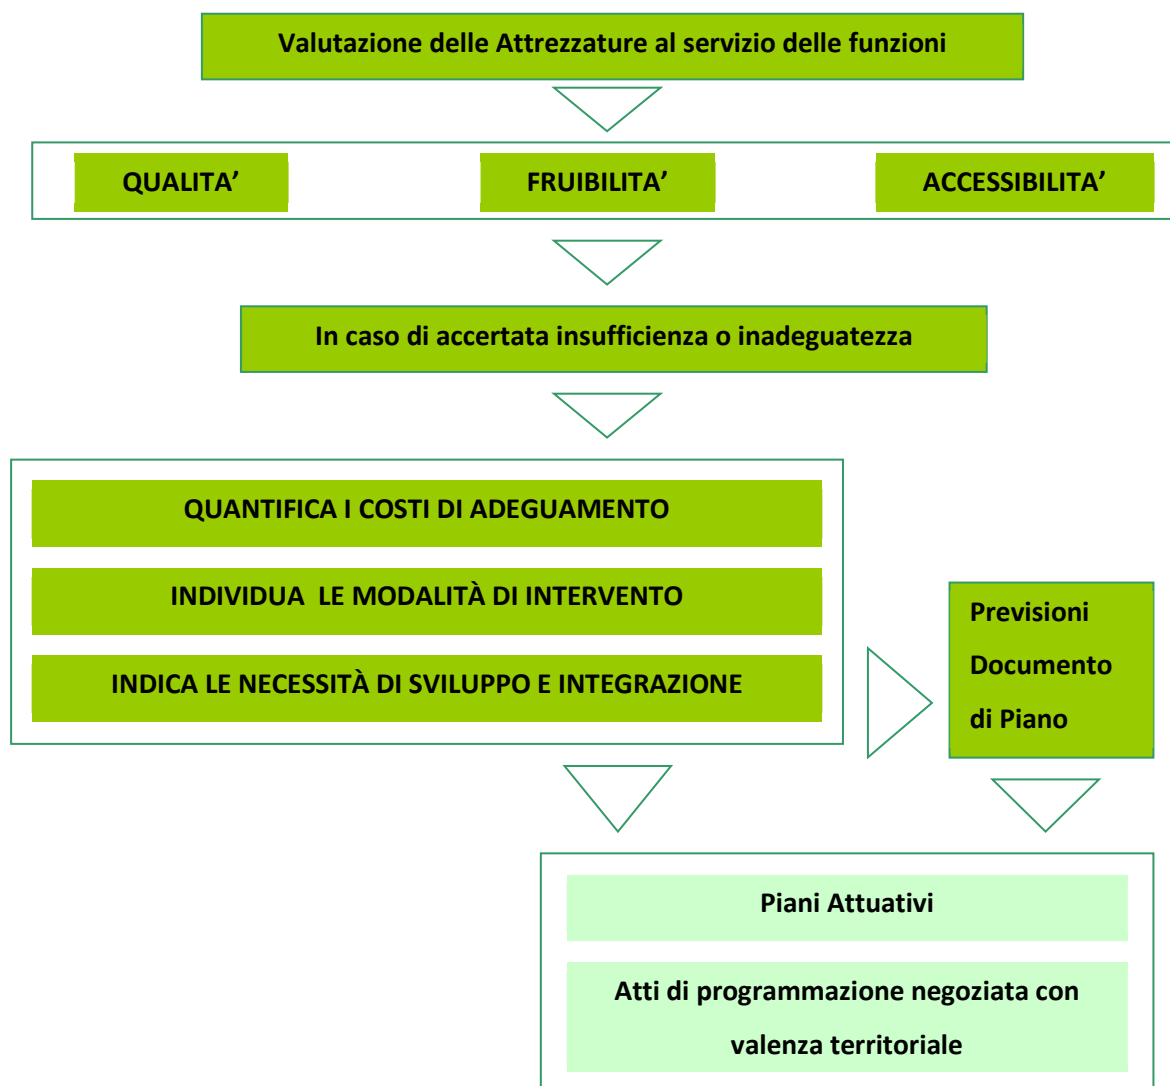 Valutazione delle Attrezzature al servizio delle funzioni
QUALITA’
FRUIBILITA’
ACCESSIBILITA’
In caso di accertata insufficienza o inadeguatezza
QUANTIFICA I COSTI DI ADEGUAMENTO
INDIVIDUA  LE MODALITÀ DI INTERVENTO
INDICA LE NECESSITÀ DI SVILUPPO E INTEGRAZIONE
Previsioni
Documento
di Piano
Piani Attuativi
Atti di programmazione negoziata con
valenza territoriale